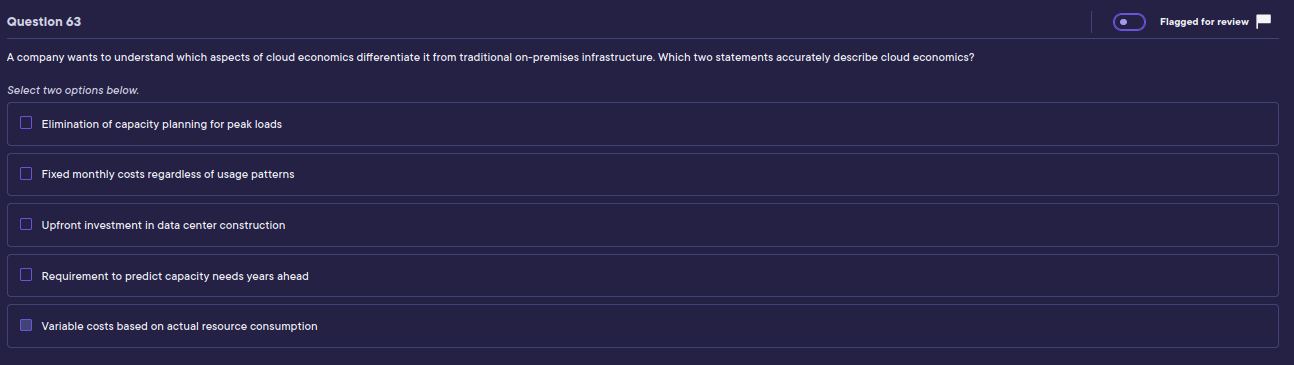 Question 63
Flagged for review
A company wants to understand which aspects of cloud economics differentiate it from traditional on-premises infrastructure. Which two statements accurately describe cloud economics?
Select two options below.
Elimination of capacity planning for peak loads
Fixed monthly costs regardless of usage patterns
Upfront investment in data center construction
Requirement to predict capacity needs years ahead
Variable costs based on actual resource consumption